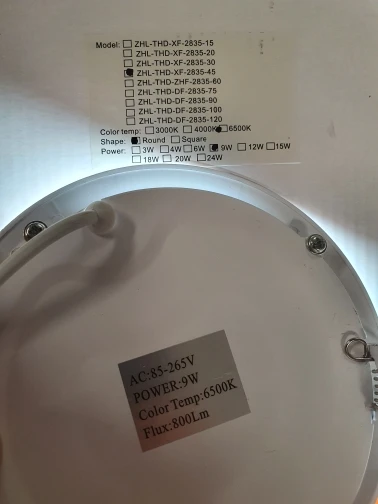 Model: ☐ ZHL-THD-XF-2835-15
☐ ZHL-THD-XF-2835-20
☐ ZHL-THD-XF-2835-30
☑ ZHL-THD-XF-2835-45
☐ ZHL-THD-ZHF-2835-60
☐ ZHL-THD-DF-2835-75
☐ ZHL-THD-DF-2835-90
☐ ZHL-THD-DF-2835-100
☐ ZHL-THD-DF-2835-120
Color temp: ☐ 3000K ☐ 4000K ☑ 6500K
Shape: ☑ Round ☐ Square
Power: ☐ 3W ☐ 4W ☐ 6W ☑ 9W ☐ 12W ☐ 15W
☐ 18W ☐ 20W ☐ 24W
AC:85-265V
POWER:9W
Color Temp:6500K
Flux:800Lm